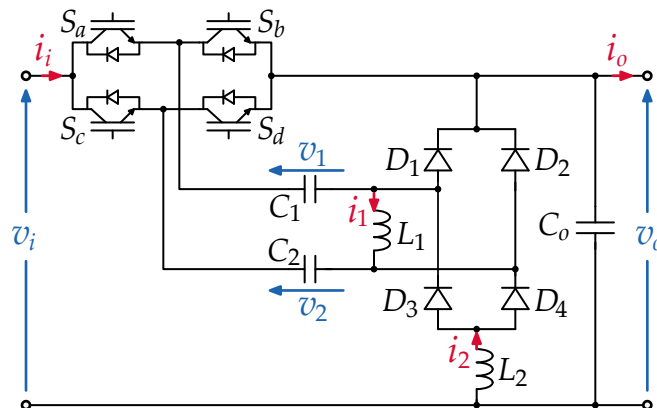 S_a
S_b
i_i
i_o
S_c
S_d
v_1
D_1
D_2
C_1
i_1
L_1
v_i
C_2
C_o
v_o
v_2
D_3
D_4
i_2
L_2